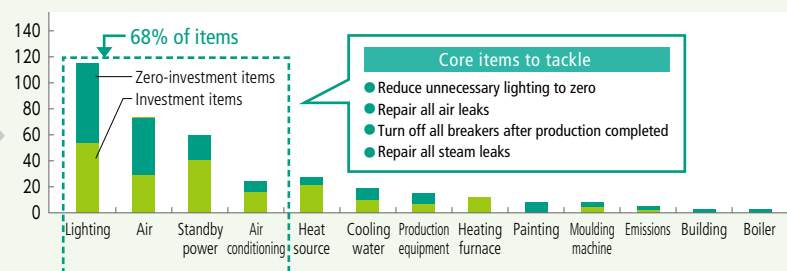 140
120
100
80
60
40
20
0
68% of items
Zero-investment items
Investment items
Core items to tackle
Reduce unnecessary lighting to zero
Repair all air leaks
Turn off all breakers after production completed
Repair all steam leaks
Lighting
Air
Standby
power
Air
conditioning
Heat
source
Cooling
water
Production
equipment
Heating
furnace
Painting
Moulding
machine
Emissions
Building
Boiler